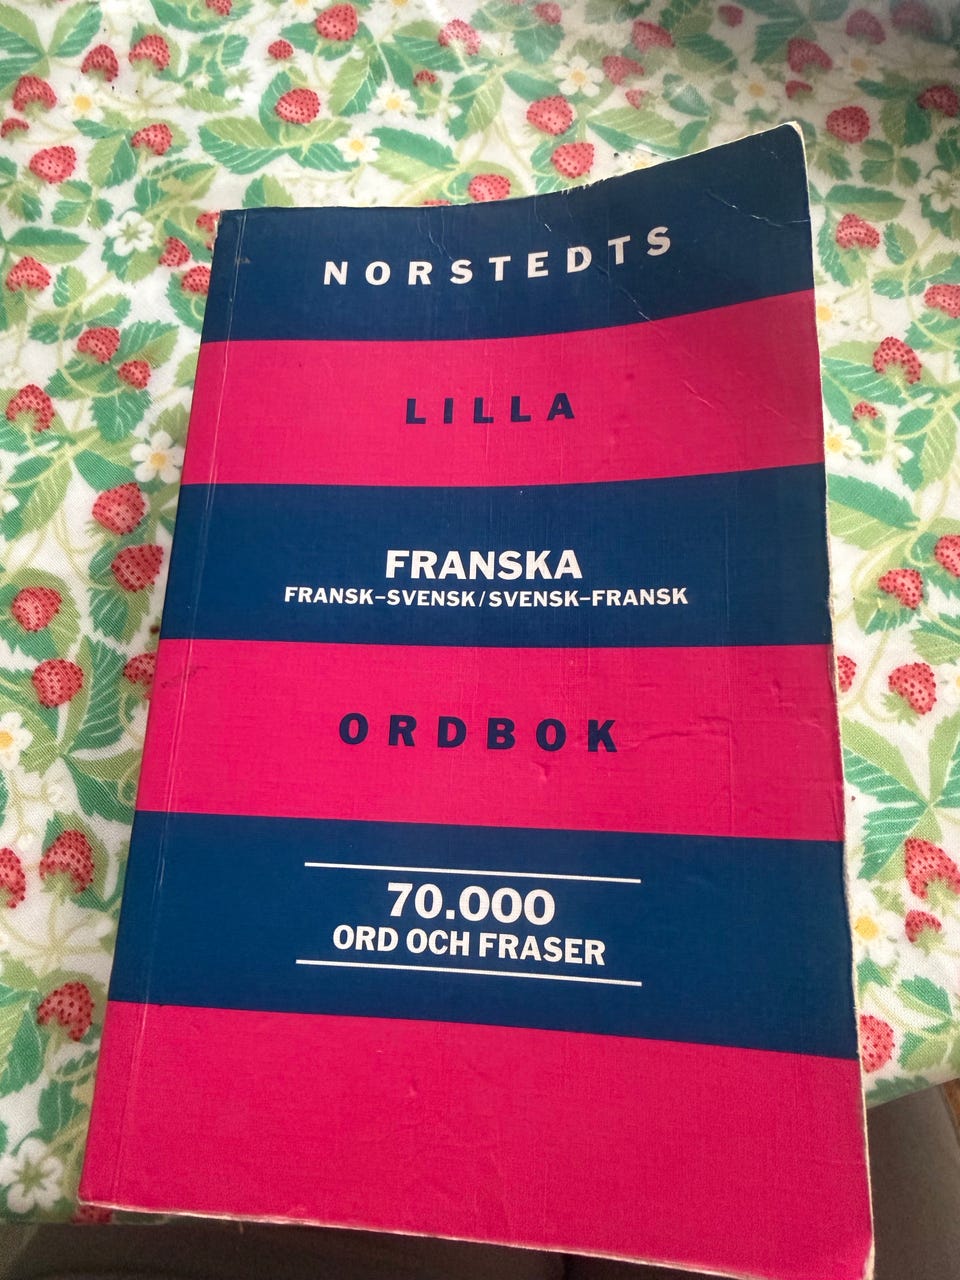 NORSTEDTS
LILLA
FRANSKA
FRANSK–SVENSK/SVENSK–FRANSK
ORDBOK
70.000
ORD OCH FRASER